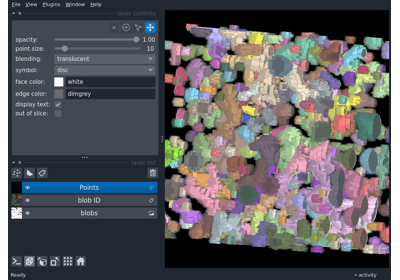 File View Plugins Window Help
layer controls
opacity: 1.00
point size: 10
blending: translucent
symbol: disc
face color: white
edge color: dimgrey
display text:
out of slice:
layer list
Points
blob ID
blobs
Ready
activity